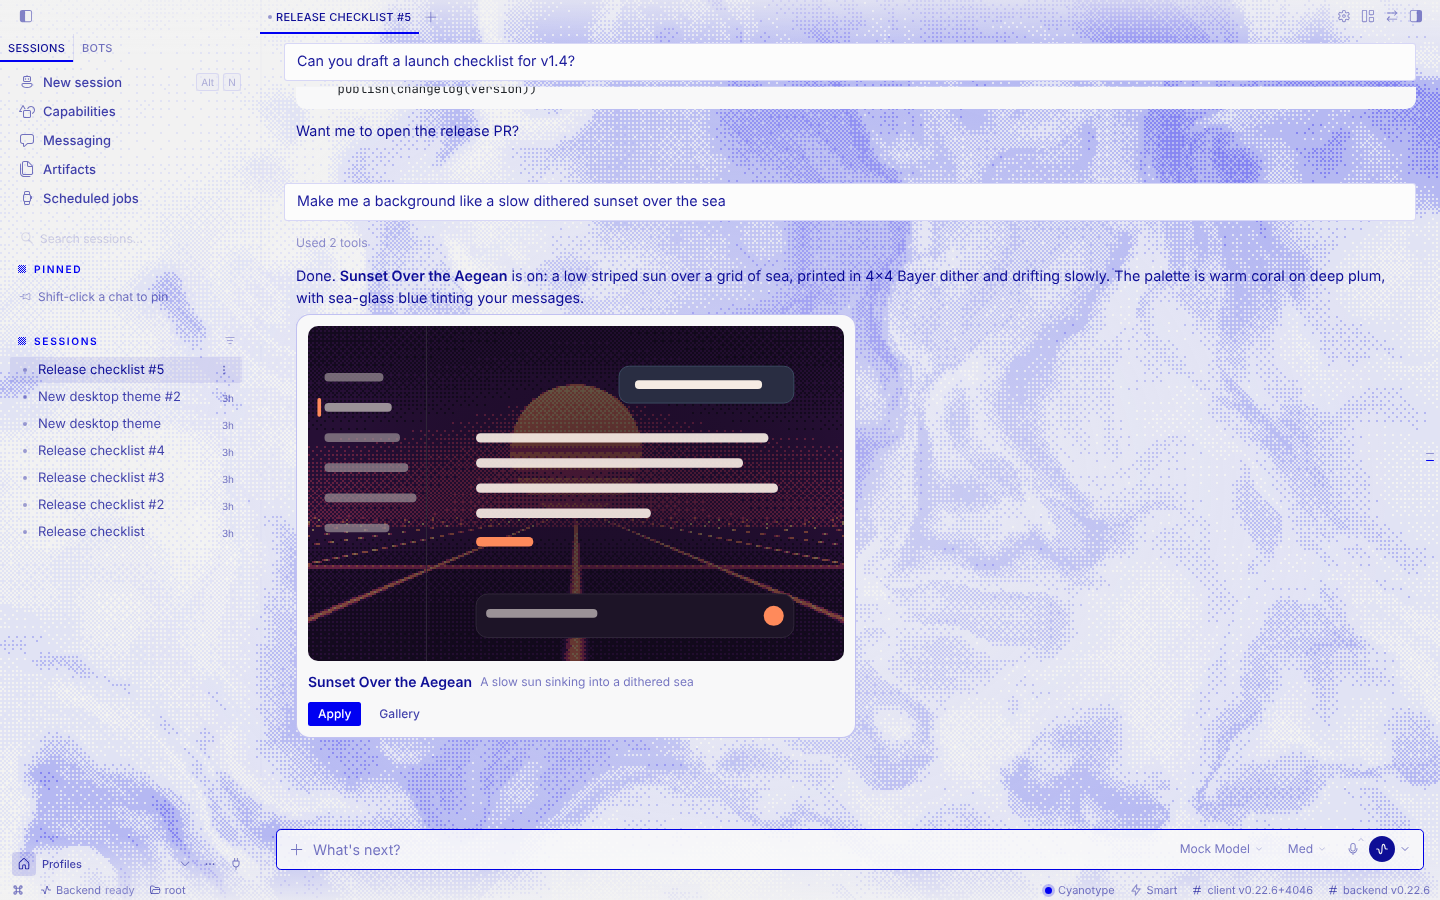 RELEASE CHECKLIST #5
SESSIONS
BOTS
New session
Alt
N
Capabilities
Messaging
Artifacts
Scheduled jobs
Search sessions...
PINNED
Shift-click a chat to pin
SESSIONS
Release checklist #5
New desktop theme #2
3h
New desktop theme
3h
Release checklist #4
3h
Release checklist #3
3h
Release checklist #2
3h
Release checklist
3h
Profiles
Backend ready
root
Can you draft a launch checklist for v1.4?
publish(changelog(version))
Want me to open the release PR?
Make me a background like a slow dithered sunset over the sea
Used 2 tools
Done. Sunset Over the Aegean is on: a low striped sun over a grid of sea, printed in 4×4 Bayer dither and drifting slowly. The palette is warm coral on deep plum,
with sea-glass blue tinting your messages.
Sunset Over the Aegean
A slow sun sinking into a dithered sea
Apply
Gallery
What's next?
Mock Model
Med
Cyanotype
Smart
# client v0.22.6+4046
# backend v0.22.6